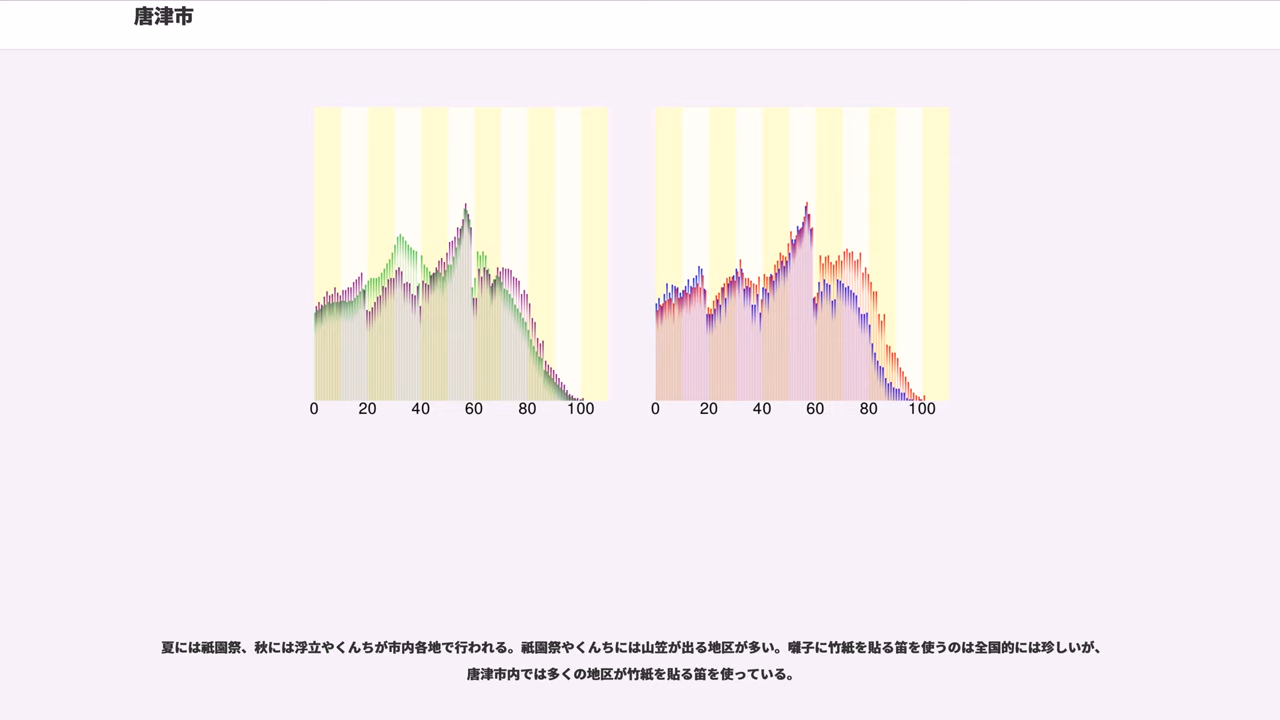 唐津市
0 20 40 60 80 100
0 20 40 60 80 100
夏には祇園祭、秋には浮立やくんちが市内各地で行われる。祇園祭やくんちには山笠が出る地区が多い。囃子に竹紙を貼る笛を使うのは全国的には珍しいが、
唐津市内では多くの地区が竹紙を貼る笛を使っている。